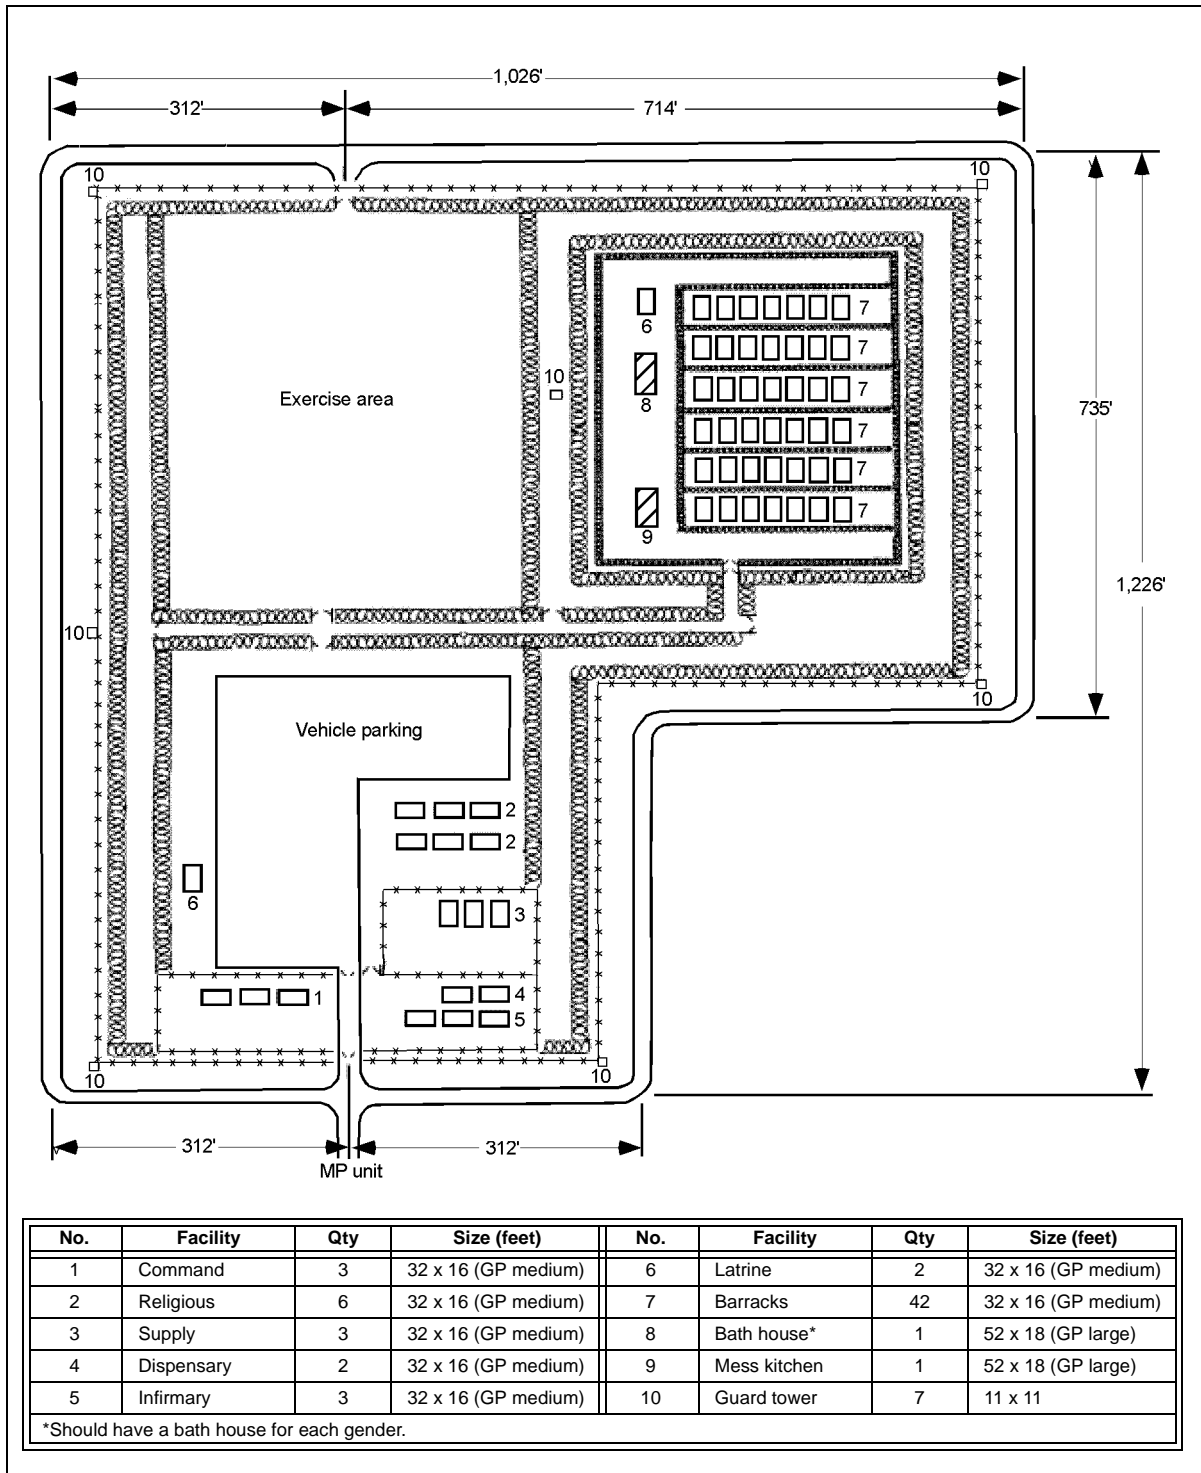 1,026'
312' 714'
10 10
6 7
7
10 8 7
Exercise area
735'
7
7
9 7
1,226'
10
10
Vehicle parking
2
2
6 3
1 4
5
10 10
312' 312'
MP unit
No. Facility Qty Size (feet) No. Facility Qty Size (feet)
1 Command 3 32 x 16 (GP medium) 6 Latrine 2 32 x 16 (GP medium)
2 Religious 6 32 x 16 (GP medium) 7 Barracks 42 32 x 16 (GP medium)
3 Supply 3 32 x 16 (GP medium) 8 Bath house* 1 52 x 18 (GP large)
4 Dispensary 2 32 x 16 (GP medium) 9 Mess kitchen 1 52 x 18 (GP large)
5 Infirmary 3 32 x 16 (GP medium) 10 Guard tower 7 11 x 11
*Should have a bath house for each gender.